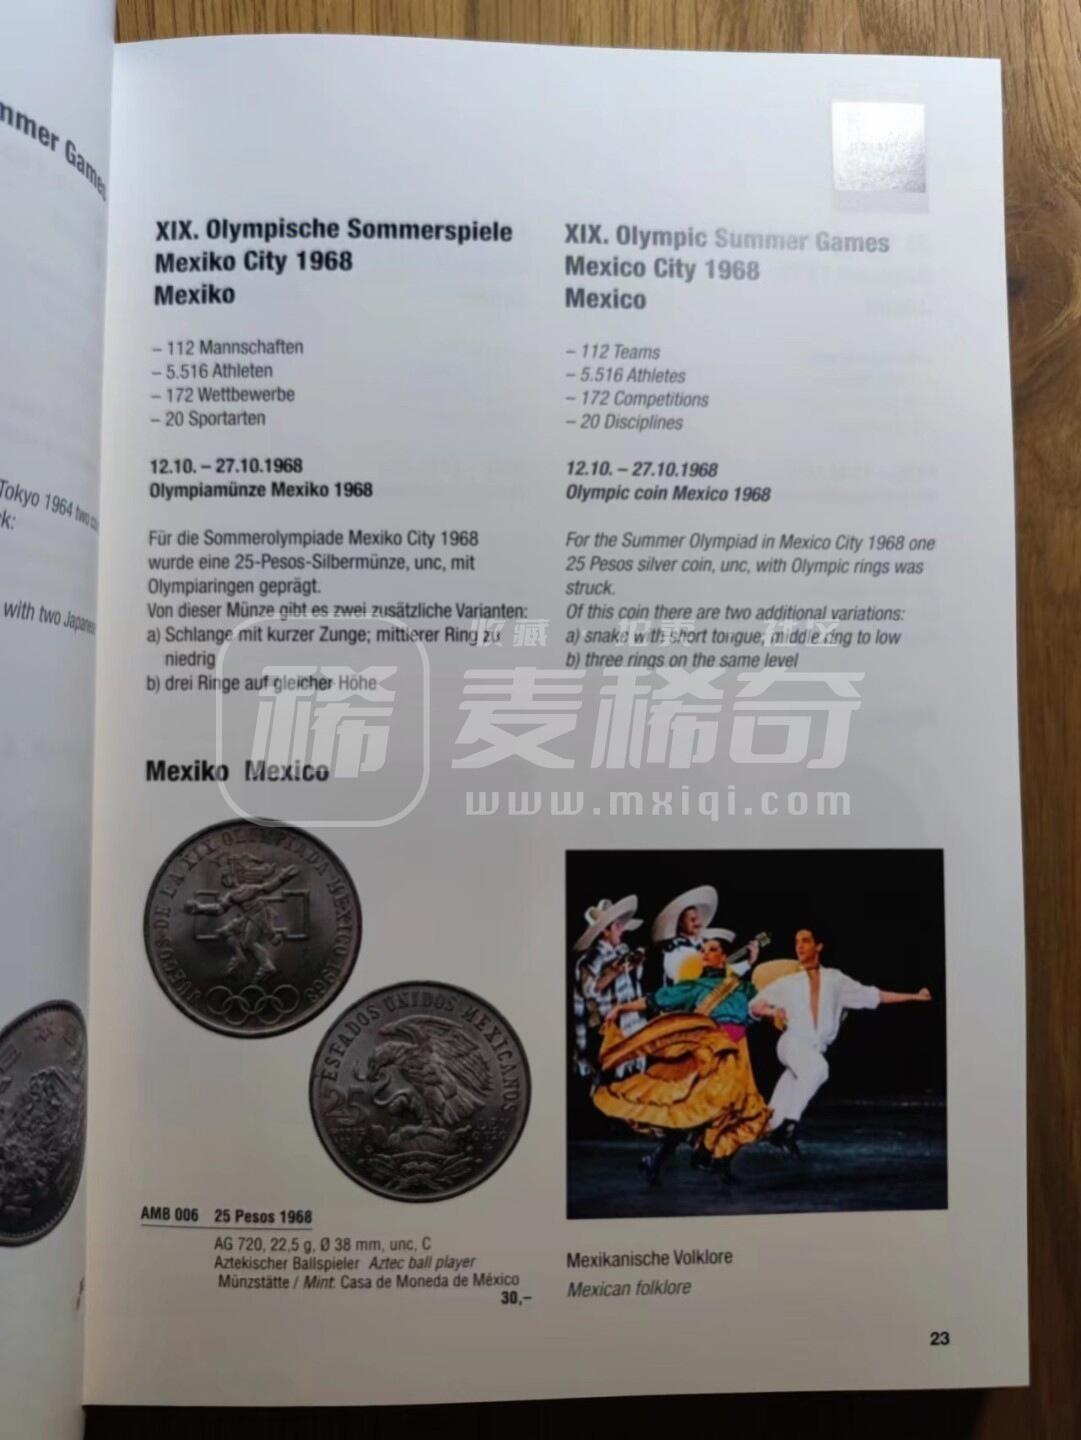 mmer Games
Tokyo 1964 two
k:
with two Japanese
XIX. Olympische Sommerspiele
Mexiko City 1968
Mexiko
– 112 Mannschaften
– 5.516 Athleten
– 172 Wettbewerbe
– 20 Sportarten
12.10. – 27.10.1968
Olympiamünze Mexiko 1968
Für die Sommerolympiade Mexiko City 1968
wurde eine 25-Pesos-Silbermünze, unc, mit
Olympiaringen geprägt.
Von dieser Münze gibt es zwei zusätzliche Varianten:
a) Schlange mit kurzer Zunge; mittlerer Ring zu
niedrig
b) drei Ringe auf gleicher Höhe
XIX. Olympic Summer Games
Mexico City 1968
Mexico
– 112 Teams
– 5.516 Athletes
– 172 Competitions
– 20 Disciplines
12.10. – 27.10.1968
Olympic coin Mexico 1968
For the Summer Olympiad in Mexico City 1968 one
25 Pesos silver coin, unc, with Olympic rings was
struck.
Of this coin there are two additional variations:
a) snake with short tongue; middle ring to low
b) three rings on the same level
收藏 · 拍卖 · 社区
稀 麦稀奇
www.mxiqi.com
Mexiko Mexico
JUEGOS DE LA XIX OLIMPIADA MEXICO 1968
ESTADOS UNIDOS MEXICANOS
25
AMB 006 25 Pesos 1968
AG 720, 22,5 g, Ø 38 mm, unc, C
Aztekischer Ballspieler Aztec ball player
Münzstätte / Mint: Casa de Moneda de México
30,–
Mexikanische Volklore
Mexican folklore
23